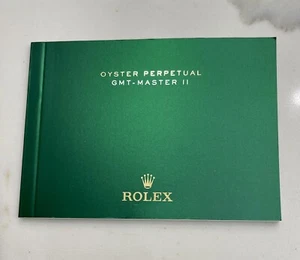 OYSTER PERPETUAL
GMT-MASTER II
ROLEX